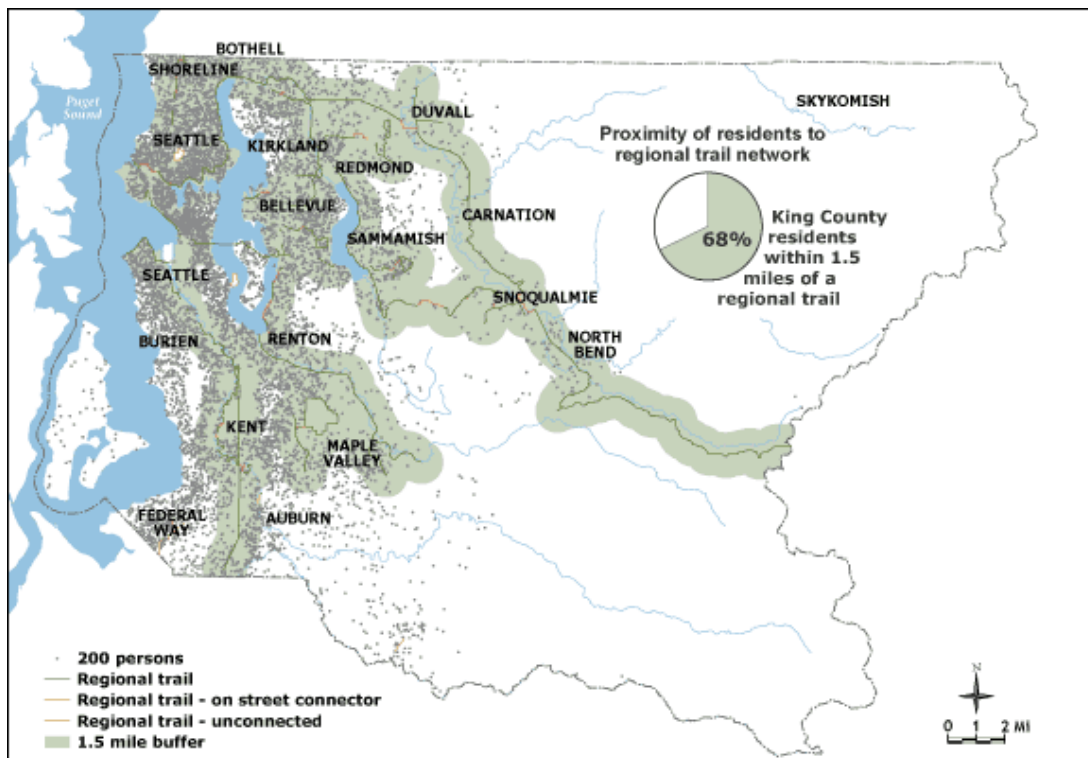 BOTHELL
SHORELINE
Puget
Sound
SEATTLE
KIRKLAND
DUVALL
SKYKOMISH
REDMOND
Proximity of residents to
regional trail network
BELLEVUE
CARNATION
SAMMAMISH
68%
King County
residents
within 1.5
miles of a
regional trail
SEATTLE
SNOQUALMIE
BURIEN
RENTON
NORTH
BEND
KENT
MAPLE
VALLEY
FEDERAL
WAY
AUBURN
200 persons
Regional trail
Regional trail - on street connector
Regional trail - unconnected
1.5 mile buffer
N
0 1 2 MI